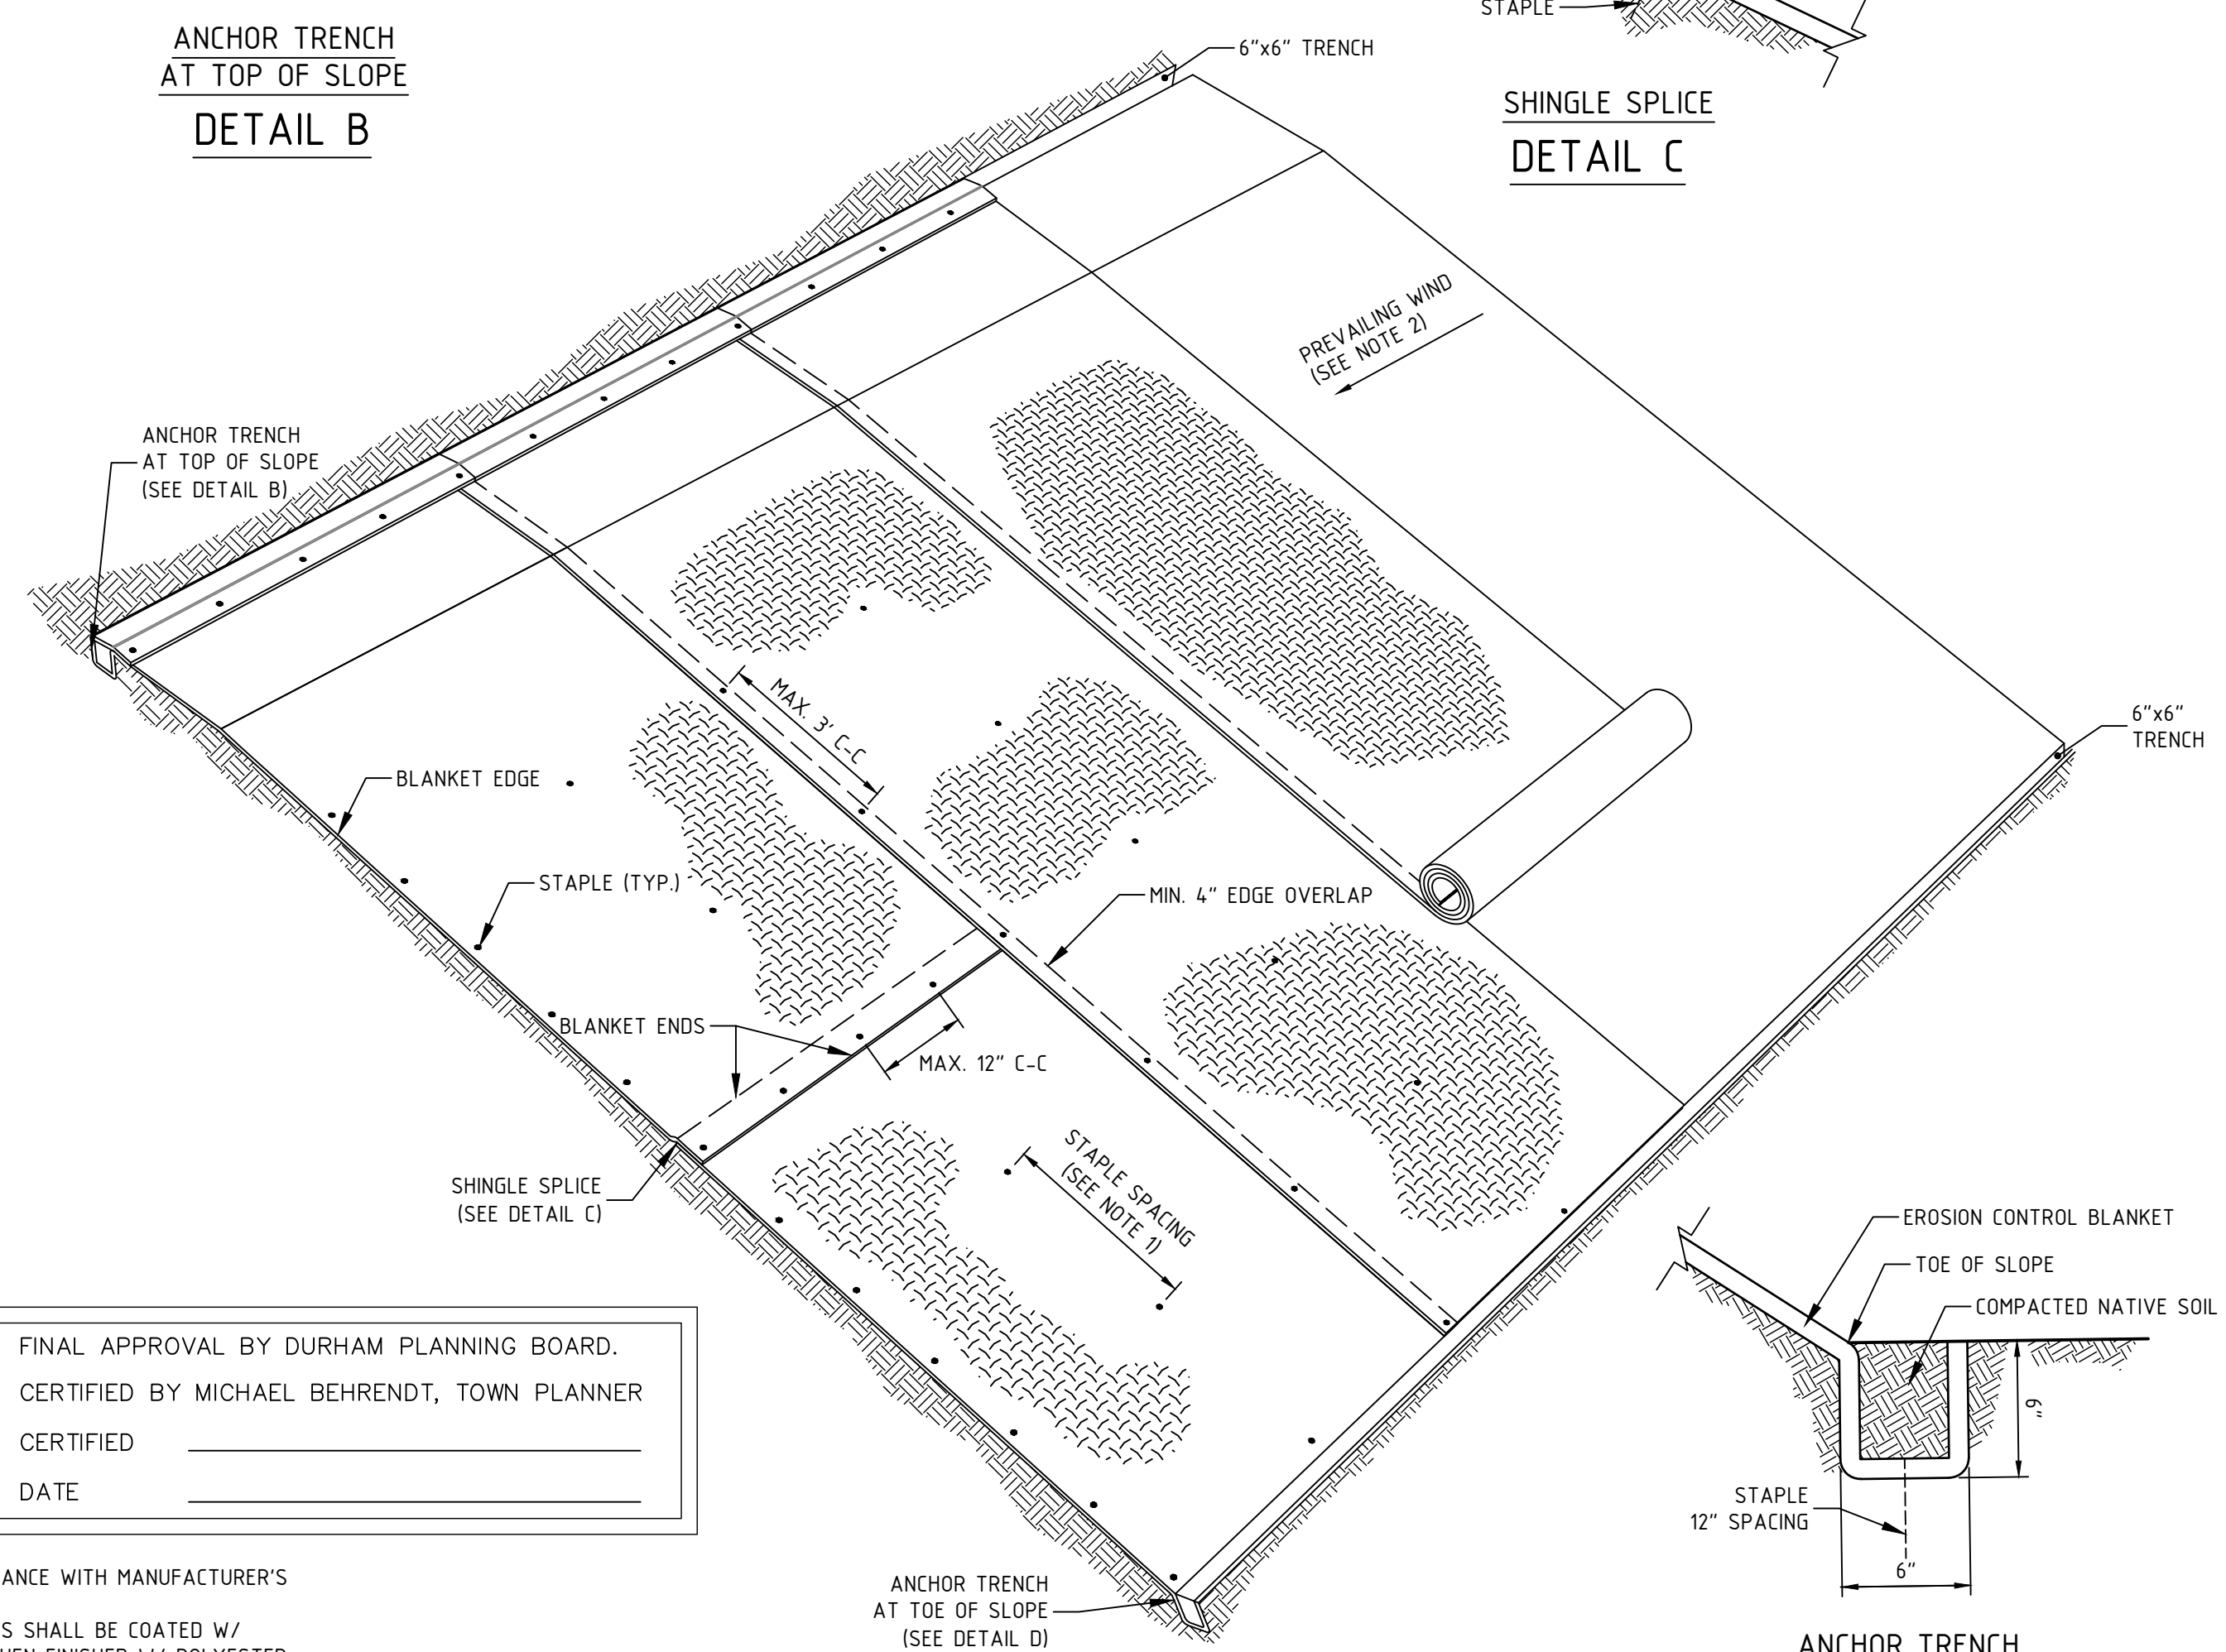 ANCHOR TRENCH
AT TOP OF SLOPE
DETAIL B
STAPLE
6"x6" TRENCH
SHINGLE SPLICE
DETAIL C
PREVAILING WIND
(SEE NOTE 2)
ANCHOR TRENCH
AT TOP OF SLOPE
(SEE DETAIL B)
MAX. 3' C-C
6"x6"
TRENCH
BLANKET EDGE
STAPLE (TYP.)
MIN. 4" EDGE OVERLAP
BLANKET ENDS
MAX. 12" C-C
STAPLE SPACING
(SEE NOTE 1)
SHINGLE SPLICE
(SEE DETAIL C)
EROSION CONTROL BLANKET
TOE OF SLOPE
COMPACTED NATIVE SOIL
6"
STAPLE
12" SPACING
6"
ANCHOR TRENCH
FINAL APPROVAL BY DURHAM PLANNING BOARD.
CERTIFIED BY MICHAEL BEHRENDT, TOWN PLANNER
CERTIFIED
DATE
ANCE WITH MANUFACTURER'S
S SHALL BE COATED W/
ANCHOR TRENCH
AT TOE OF SLOPE
(SEE DETAIL D)